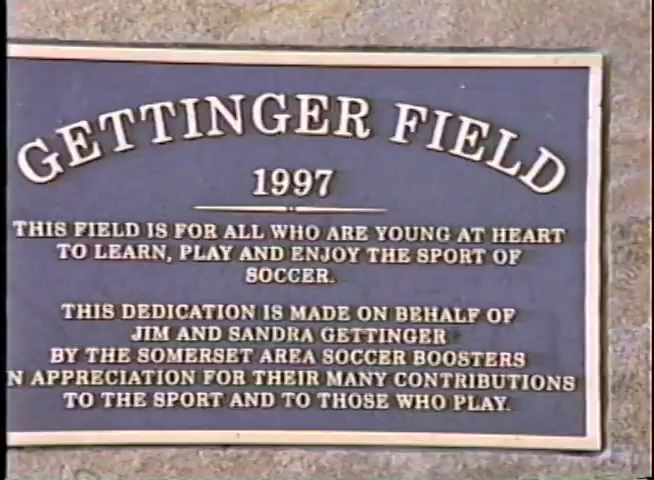 GETTINGER FIELD
1997
THIS FIELD IS FOR ALL WHO ARE YOUNG AT HEART
TO LEARN, PLAY AND ENJOY THE SPORT OF
SOCCER.
THIS DEDICATION IS MADE ON BEHALF OF
JIM AND SANDRA GETTINGER
BY THE SOMERSET AREA SOCCER BOOSTERS
N APPRECIATION FOR THEIR MANY CONTRIBUTIONS
TO THE SPORT AND TO THOSE WHO PLAY.